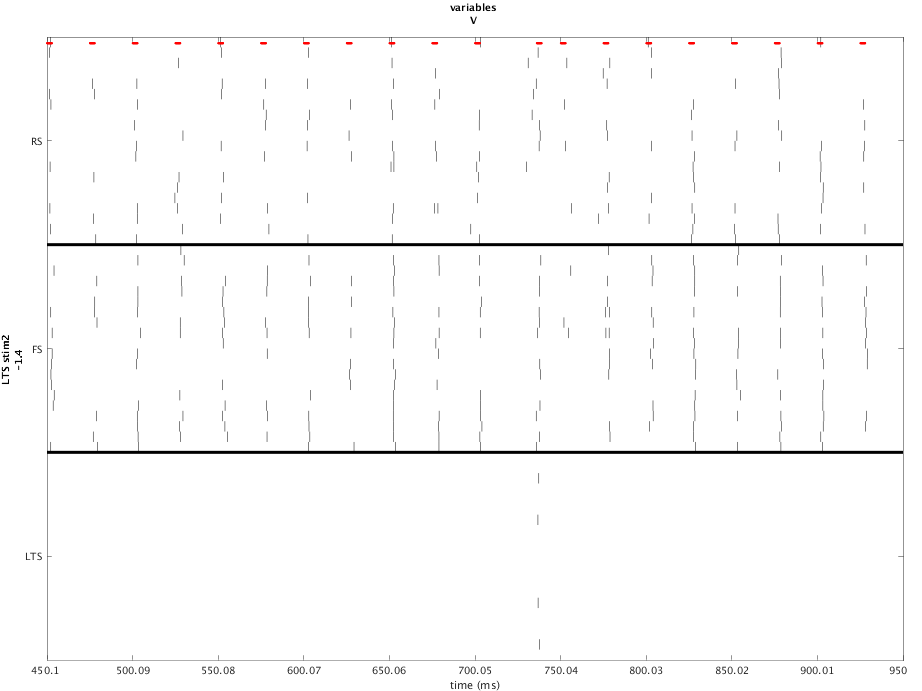 variables
V
RS
FS
LTS
LTS stim2
-1.4
450.1 500.09 550.08 600.07 650.06 700.05 750.04 800.03 850.02 900.01 950
time (ms)